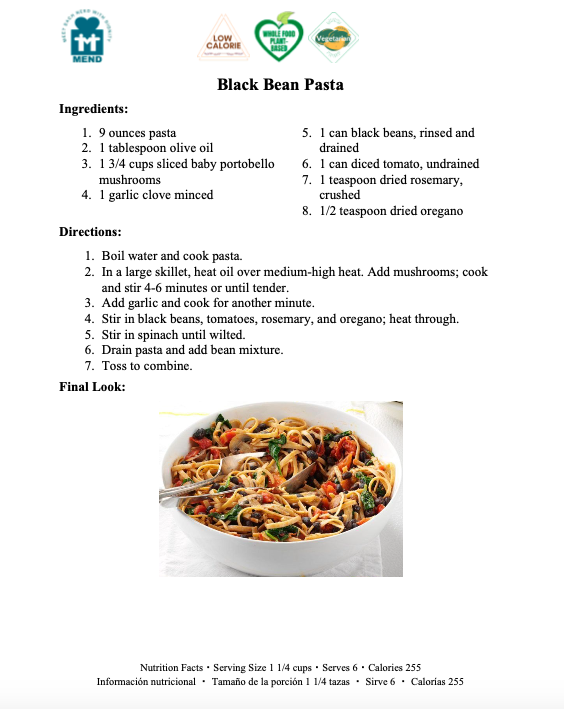 MEET EACH NEED WITH DIGNITY
MEND
LOW
CALORIE
WHOLE FOOD
PLANT-
BASED
Vegetarian
Black Bean Pasta
Ingredients:
1. 9 ounces pasta
2. 1 tablespoon olive oil
3. 1 3/4 cups sliced baby portobello
mushrooms
4. 1 garlic clove minced
5. 1 can black beans, rinsed and
drained
6. 1 can diced tomato, undrained
7. 1 teaspoon dried rosemary,
crushed
8. 1/2 teaspoon dried oregano
Directions:
1. Boil water and cook pasta.
2. In a large skillet, heat oil over medium-high heat. Add mushrooms; cook
and stir 4-6 minutes or until tender.
3. Add garlic and cook for another minute.
4. Stir in black beans, tomatoes, rosemary, and oregano; heat through.
5. Stir in spinach until wilted.
6. Drain pasta and add bean mixture.
7. Toss to combine.
Final Look:
Nutrition Facts • Serving Size 1 1/4 cups • Serves 6 • Calories 255
Información nutricional • Tamaño de la porción 1 1/4 tazas • Sirve 6 • Calorías 255